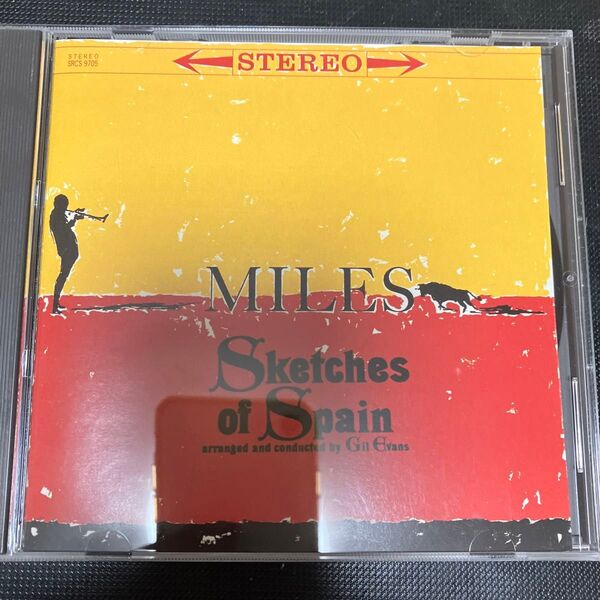 STEREO
SRCS 9705
STEREO
MILES
Sketches
of Spain
arranged and conducted by Gil Evans